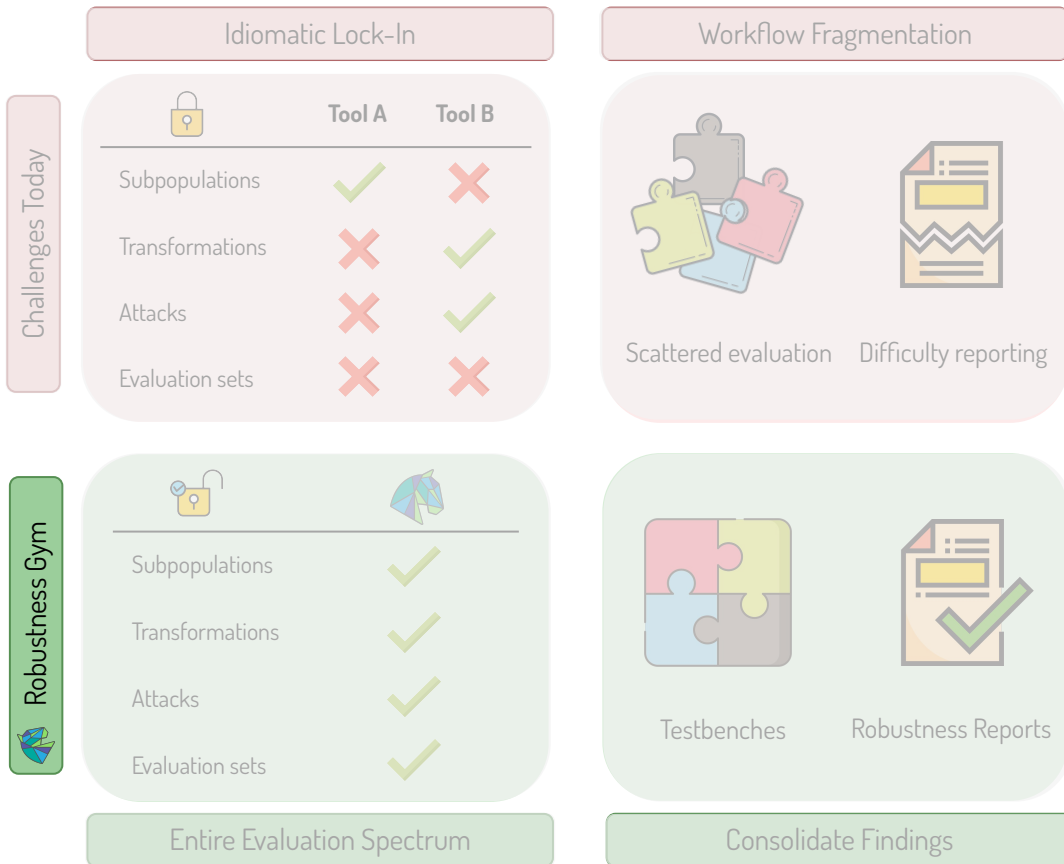 Idiomatic Lock-In
Workflow Fragmentation
Challenges Today
Tool A Tool B
Subpopulations
Transformations
Attacks
Evaluation sets
Scattered evaluation
Difficulty reporting
Robustness Gym
Subpopulations
Transformations
Attacks
Evaluation sets
Testbenches
Robustness Reports
Entire Evaluation Spectrum
Consolidate Findings